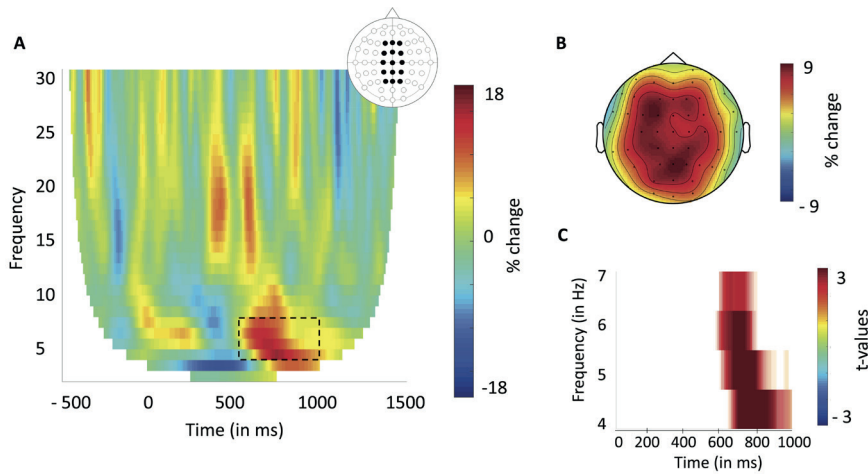 A
30
25
20
15
10
5
Frequency
- 500
0
500
1000
1500
Time (in ms)
18
0
-18
% change
B
9
- 9
% change
C
7
6
5
4
Frequency (in Hz)
0
200
400
600
800
1000
Time (in ms)
3
- 3
t-values